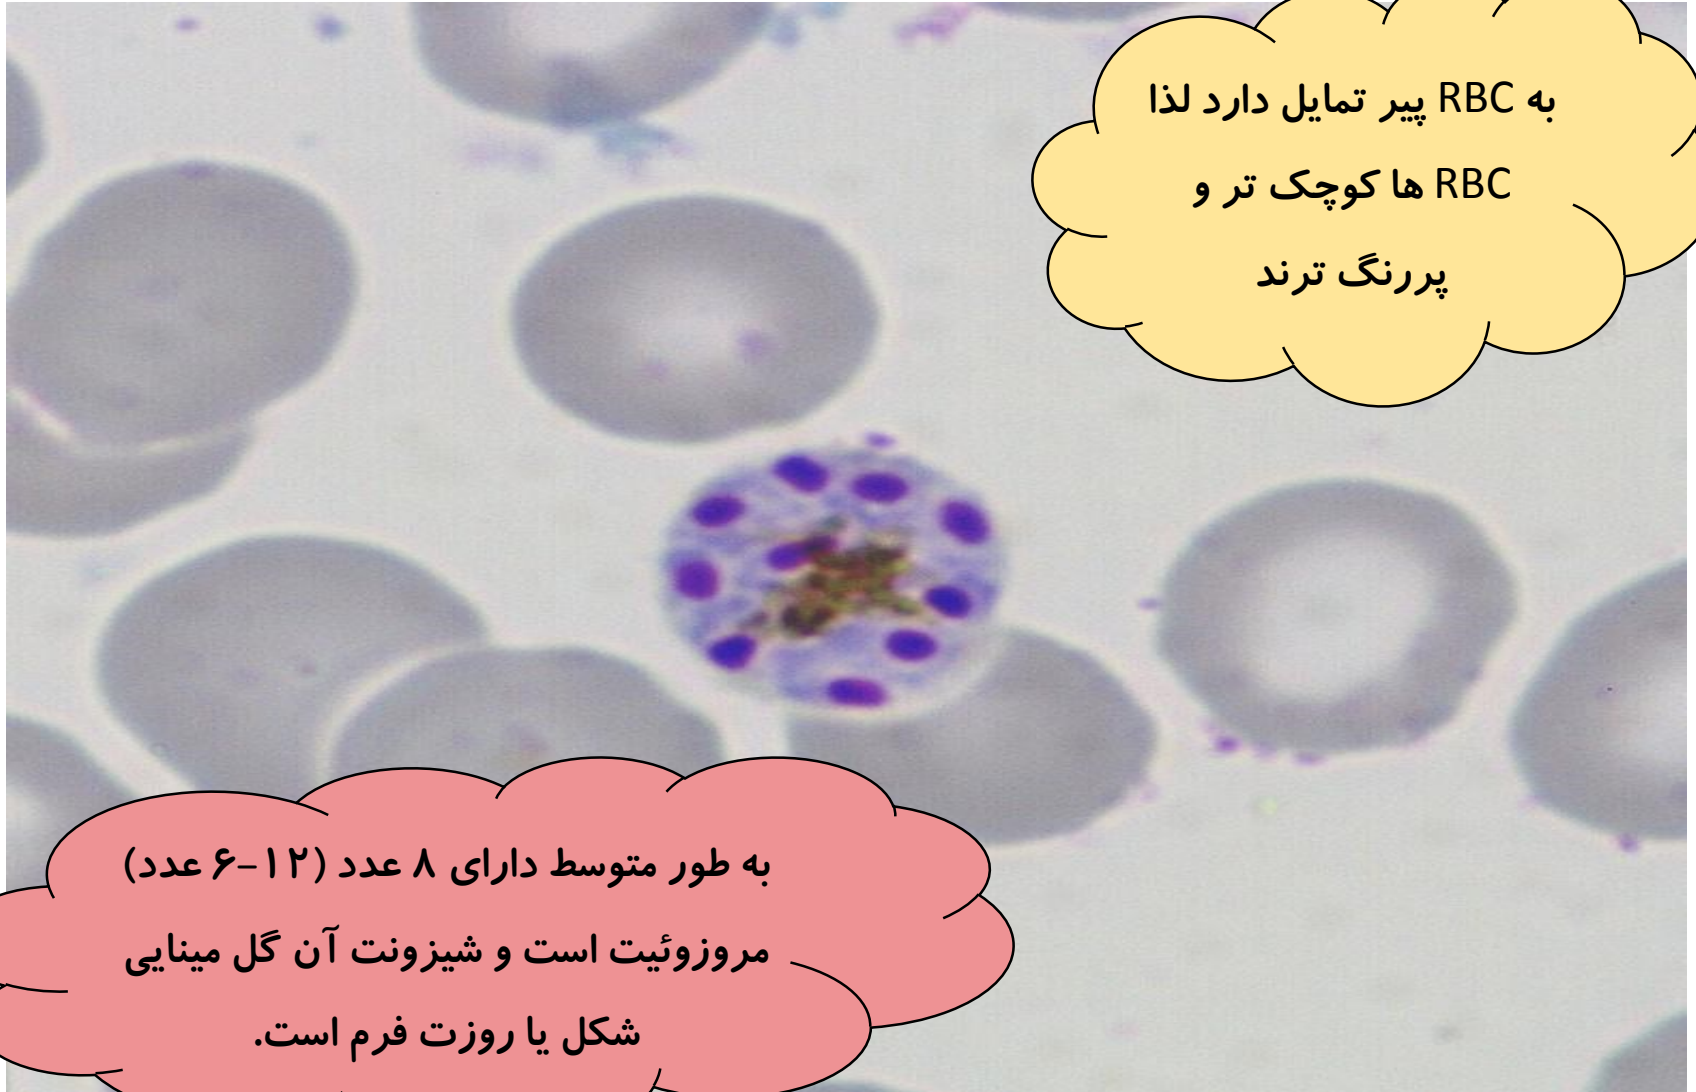 به RBC پیر تمایل دارد لذا
RBC ها کوچک تر و
پررنگ ترند
به طور متوسط دارای ۸ عدد (۱۲-۶ عدد)
مروزوئیت است و شیزونت آن گل مینایی
شکل یا روزت فرم است.